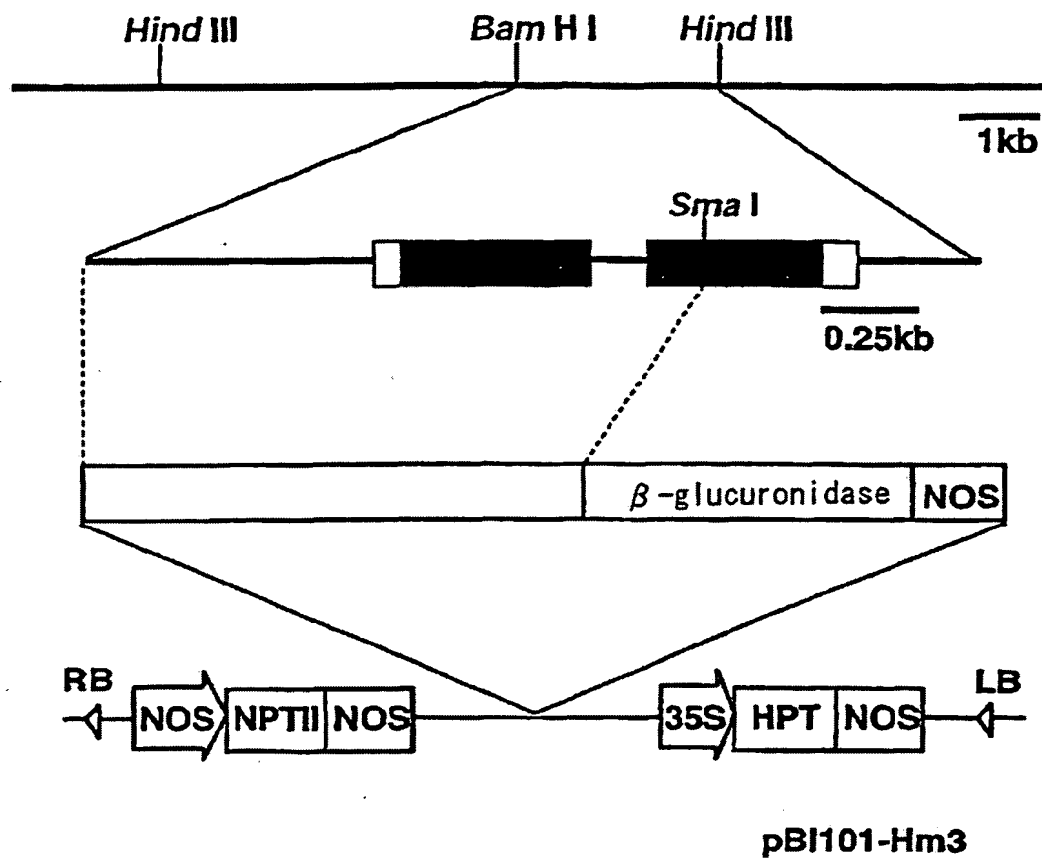 Hind III
Bam H I
Hind III
1kb
Sma I
0.25kb
β-glucuronidase
NOS
RB
LB
NOS
NPTII
NOS
35S
HPT
NOS
pBI101-Hm3